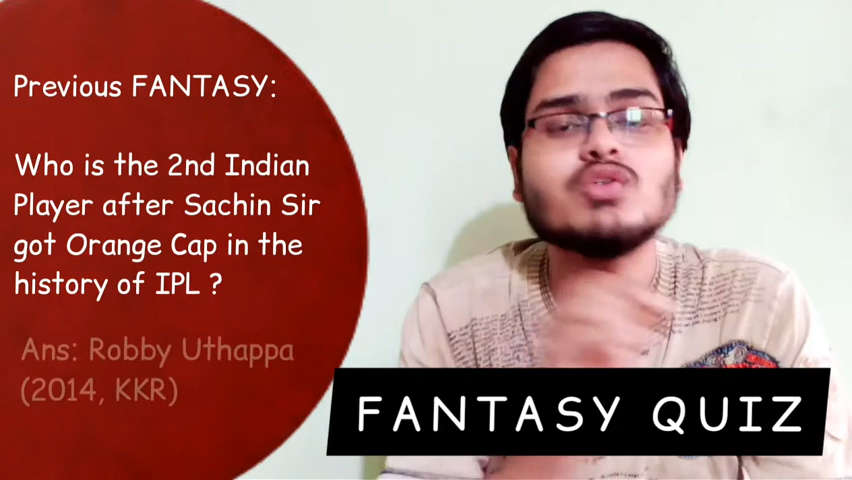 Previous FANTASY:
Who is the 2nd Indian
Player after Sachin Sir
got Orange Cap in the
history of IPL ?
Ans: Robby Uthappa
(2014, KKR)
FANTASY QUIZ